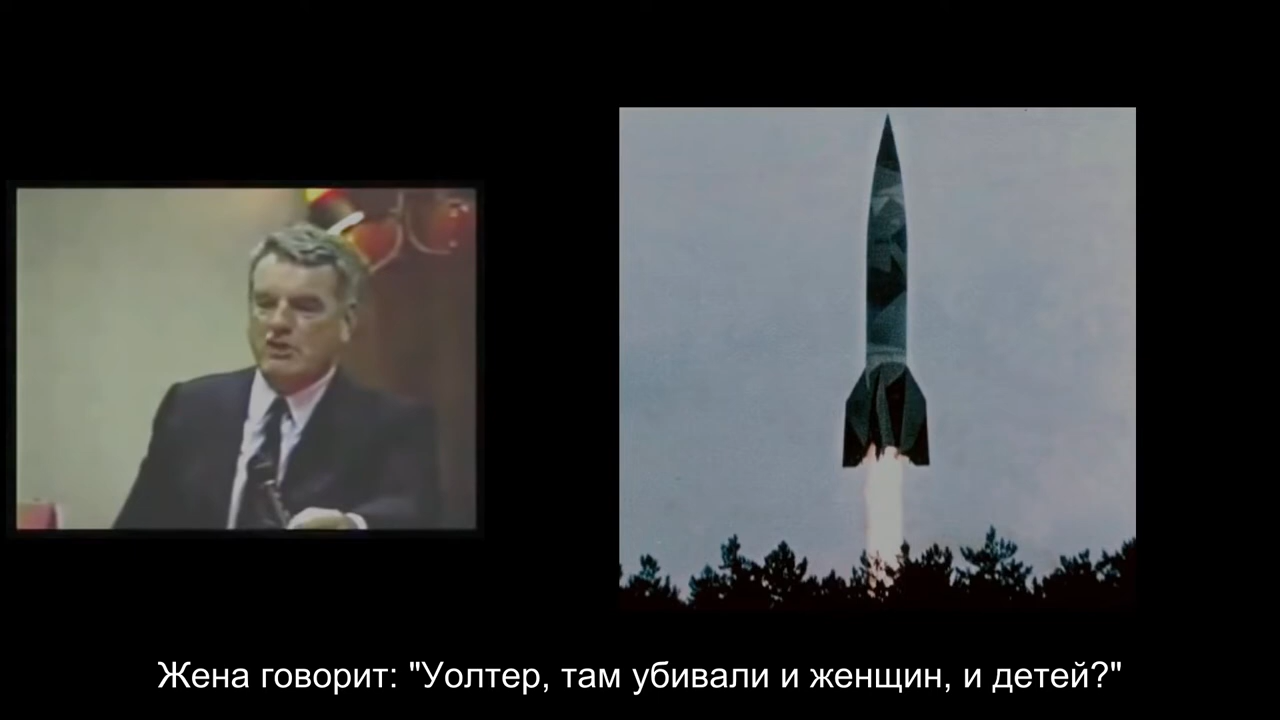 Жена говорит: "Уолтер, там убивали и женщин, и детей?"